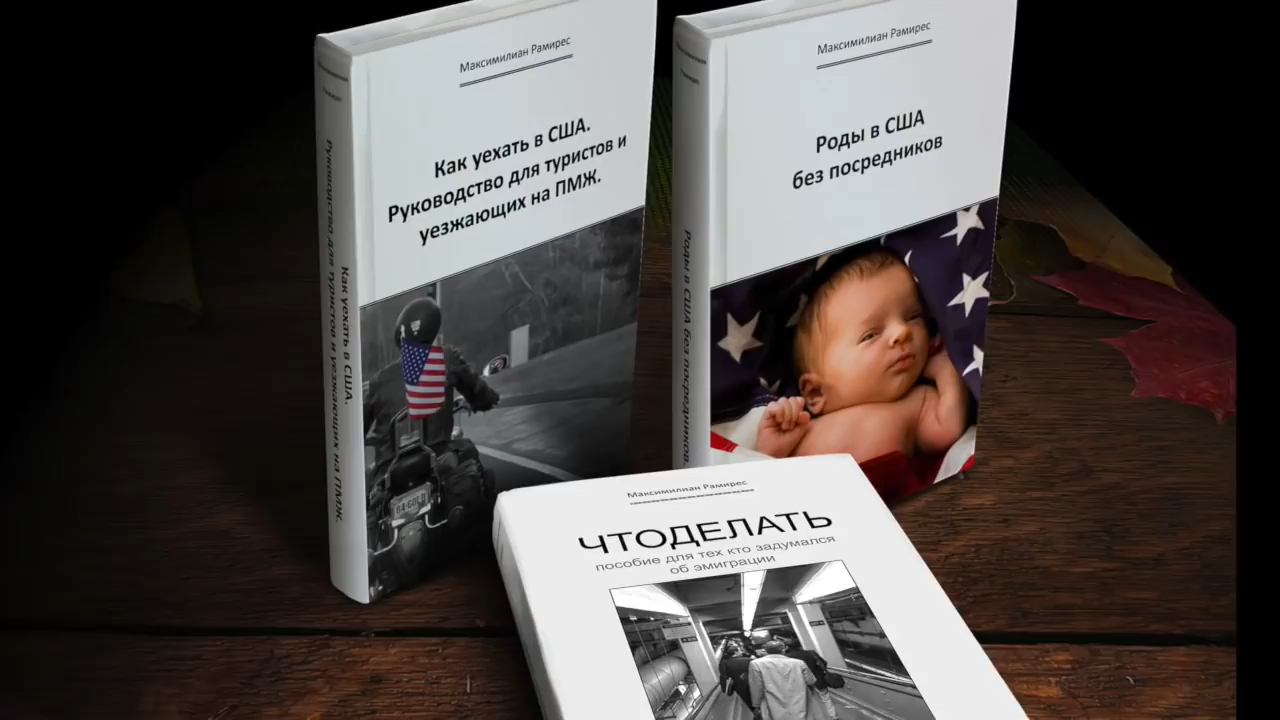 Максимилиан Рамирес
Как уехать в США.
Руководство для туристов и
уезжающих на ПМЖ.
Как уехать в США.
Руководство для туристов и уезжающих на ПМЖ.
Максимилиан Рамирес
Роды в США
без посредников
Роды в США без посредников
Максимилиан Рамирес
ЧТОДЕЛАТЬ
пособие для тех кто задумался
об эмиграции